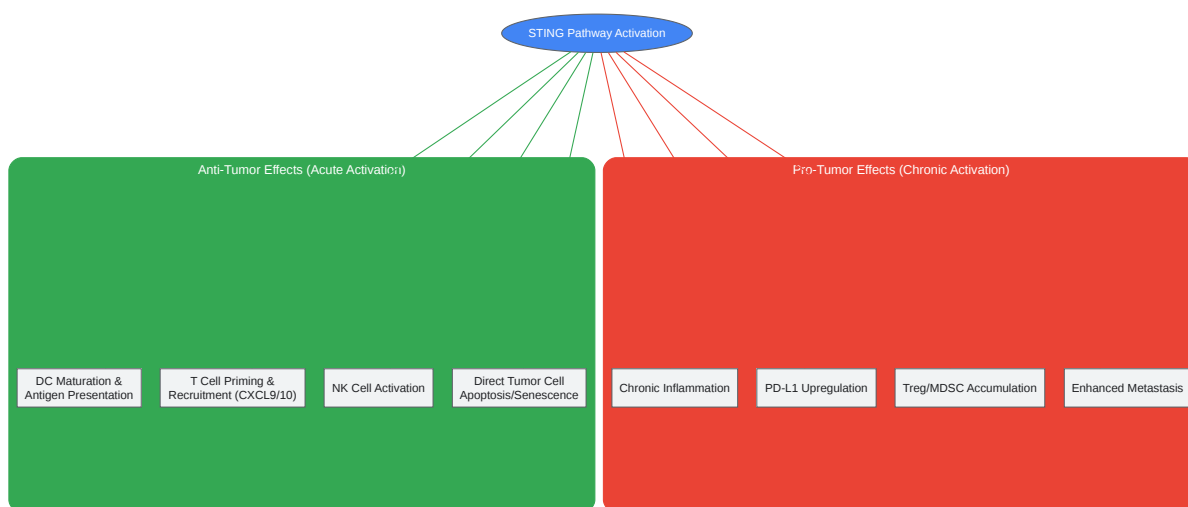 STING Pathway Activation
Anti-Tumor Effects (Acute Activation)
Pro-Tumor Effects (Chronic Activation)
DC Maturation &
Antigen Presentation
T Cell Priming &
Recruitment (CXCL9/10)
NK Cell Activation
Direct Tumor Cell
Apoptosis/Senescence
Chronic Inflammation
PD-L1 Upregulation
Treg/MDSC Accumulation
Enhanced Metastasis